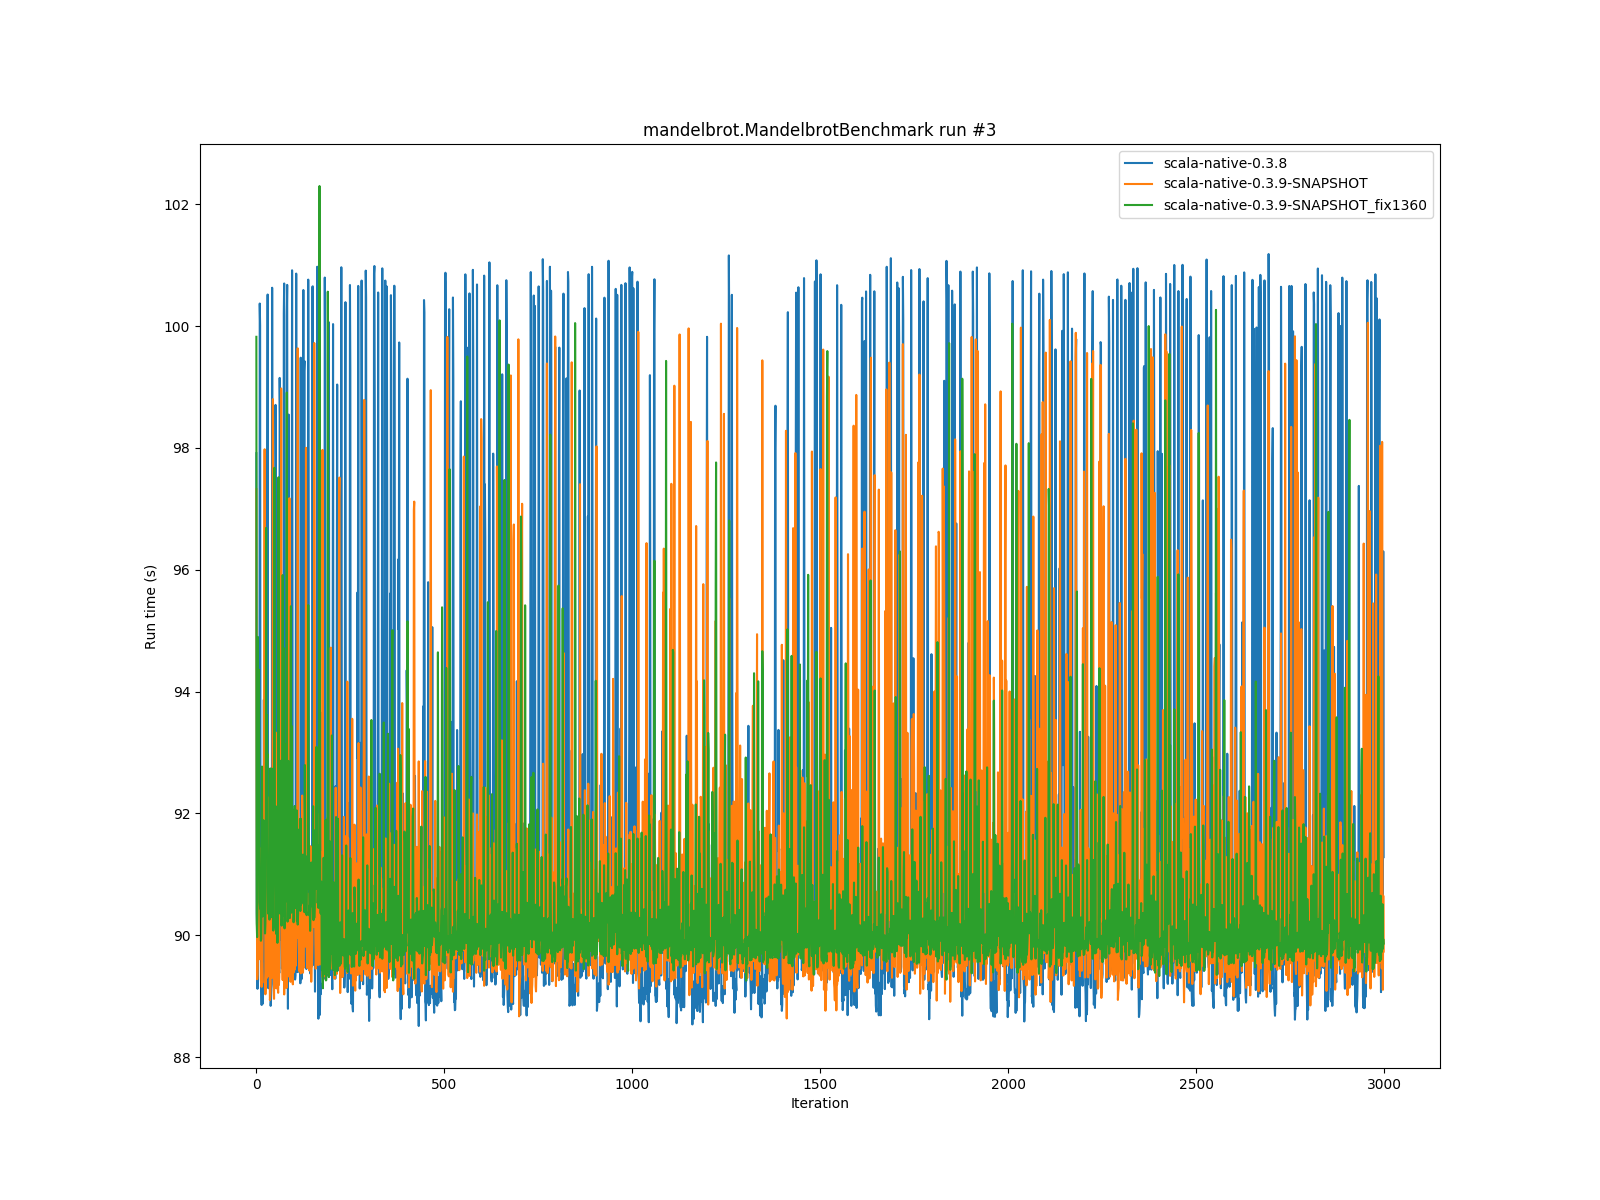 mandelbrot.MandelbrotBenchmark run #3
scala-native-0.3.8
scala-native-0.3.9-SNAPSHOT
scala-native-0.3.9-SNAPSHOT_fix1360
Run time (s)
102
100
98
96
94
92
90
88
0 500 1000 1500 2000 2500 3000
Iteration